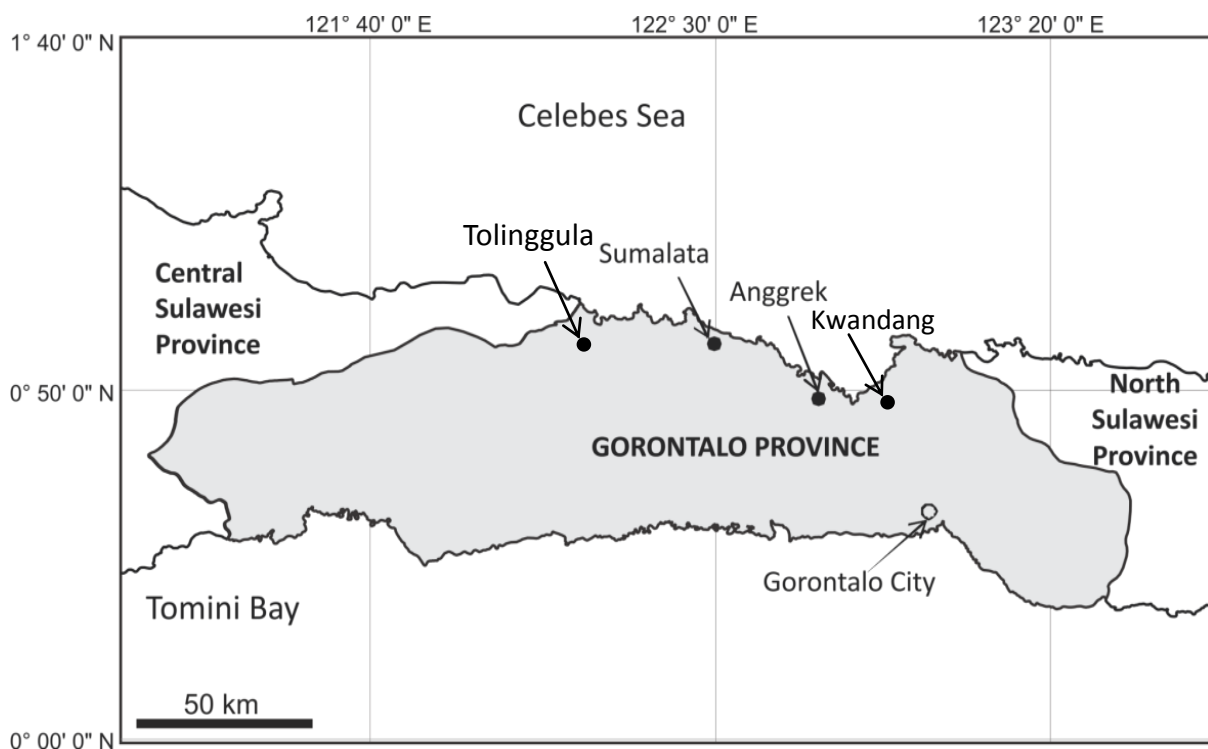 121° 40' 0" E
122° 30' 0" E
123° 20' 0" E
1° 40' 0" N
Celebes Sea
Tolinggula
Sumalata
Central
Sulawesi
Province
Anggrek
Kwandang
0° 50' 0" N
North
Sulawesi
Province
GORONTALO PROVINCE
Gorontalo City
Tomini Bay
50 km
0° 00' 0" N